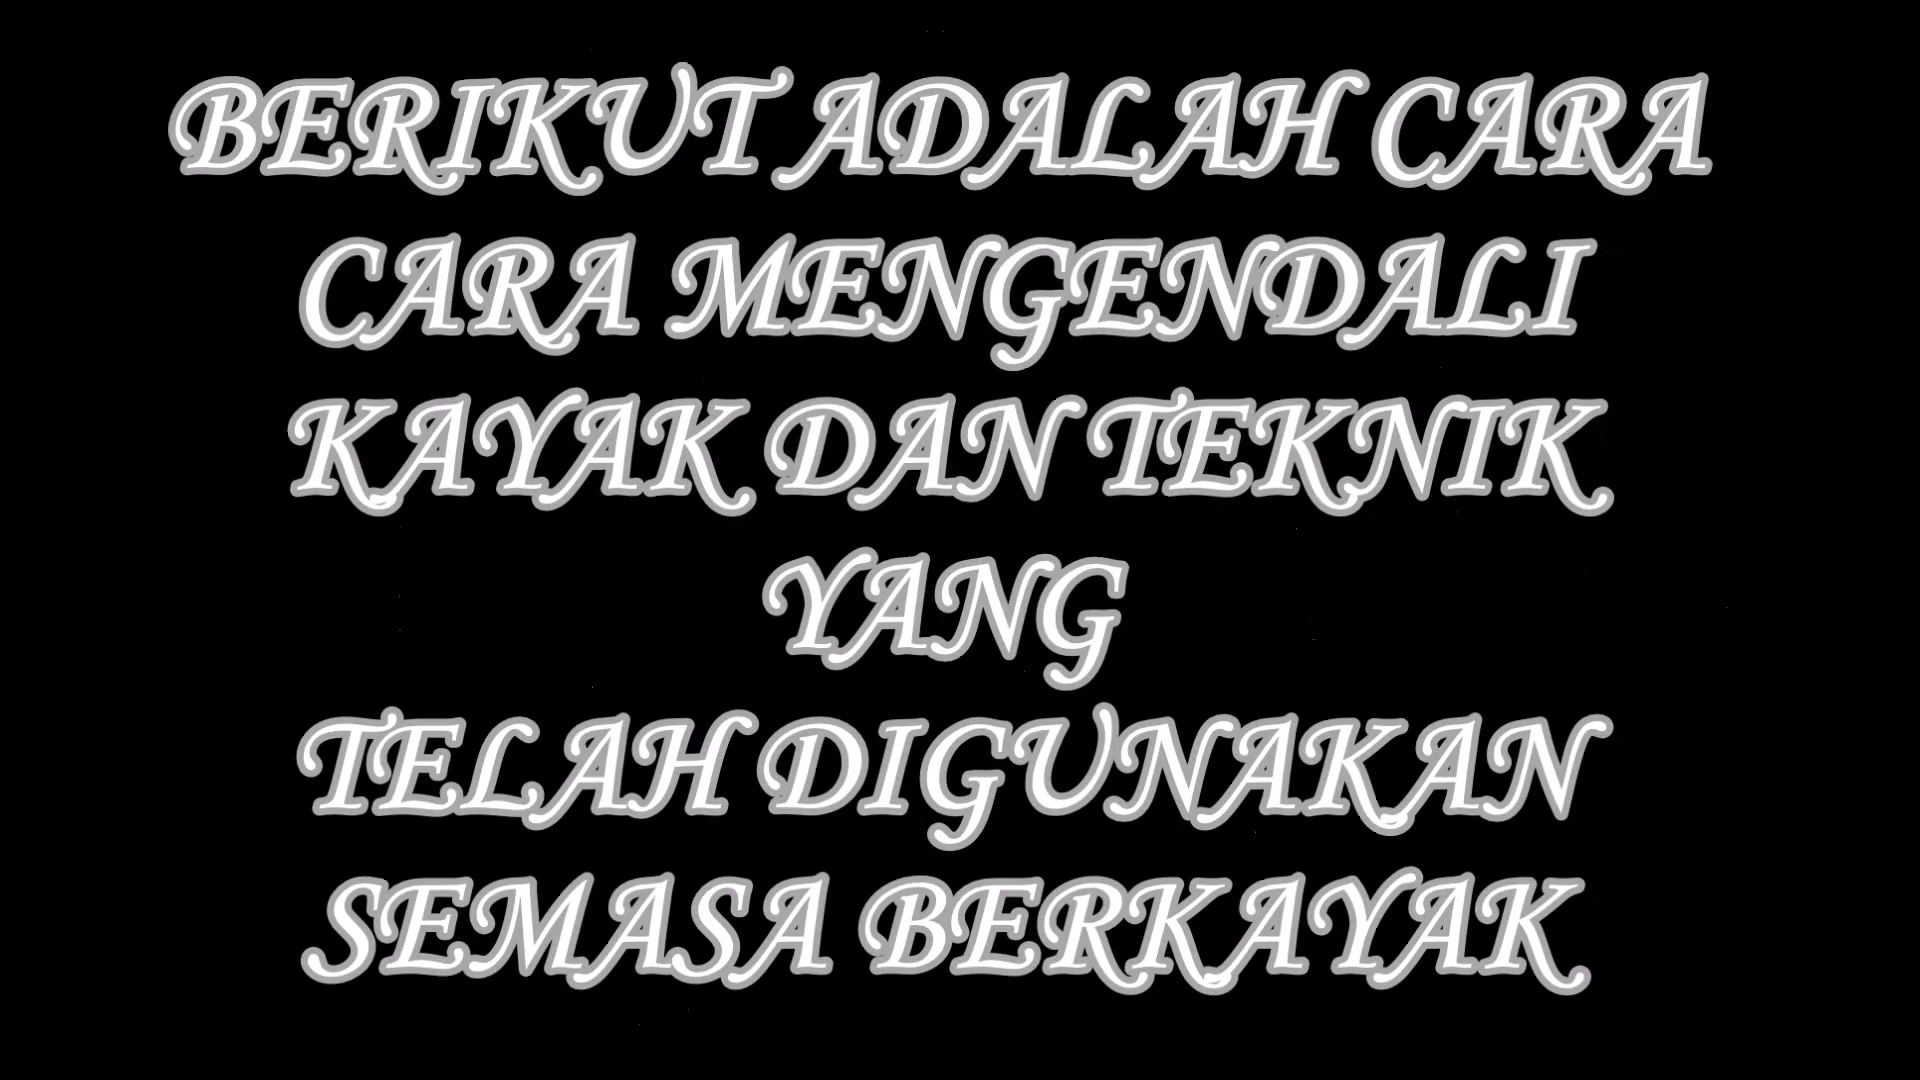 BERIKUT ADALAH CARA
CARA MENGENDALI
KAYAK DAN TEKNIK
YANG
TELAH DIGUNAKAN
SEMASA BERKAYAK